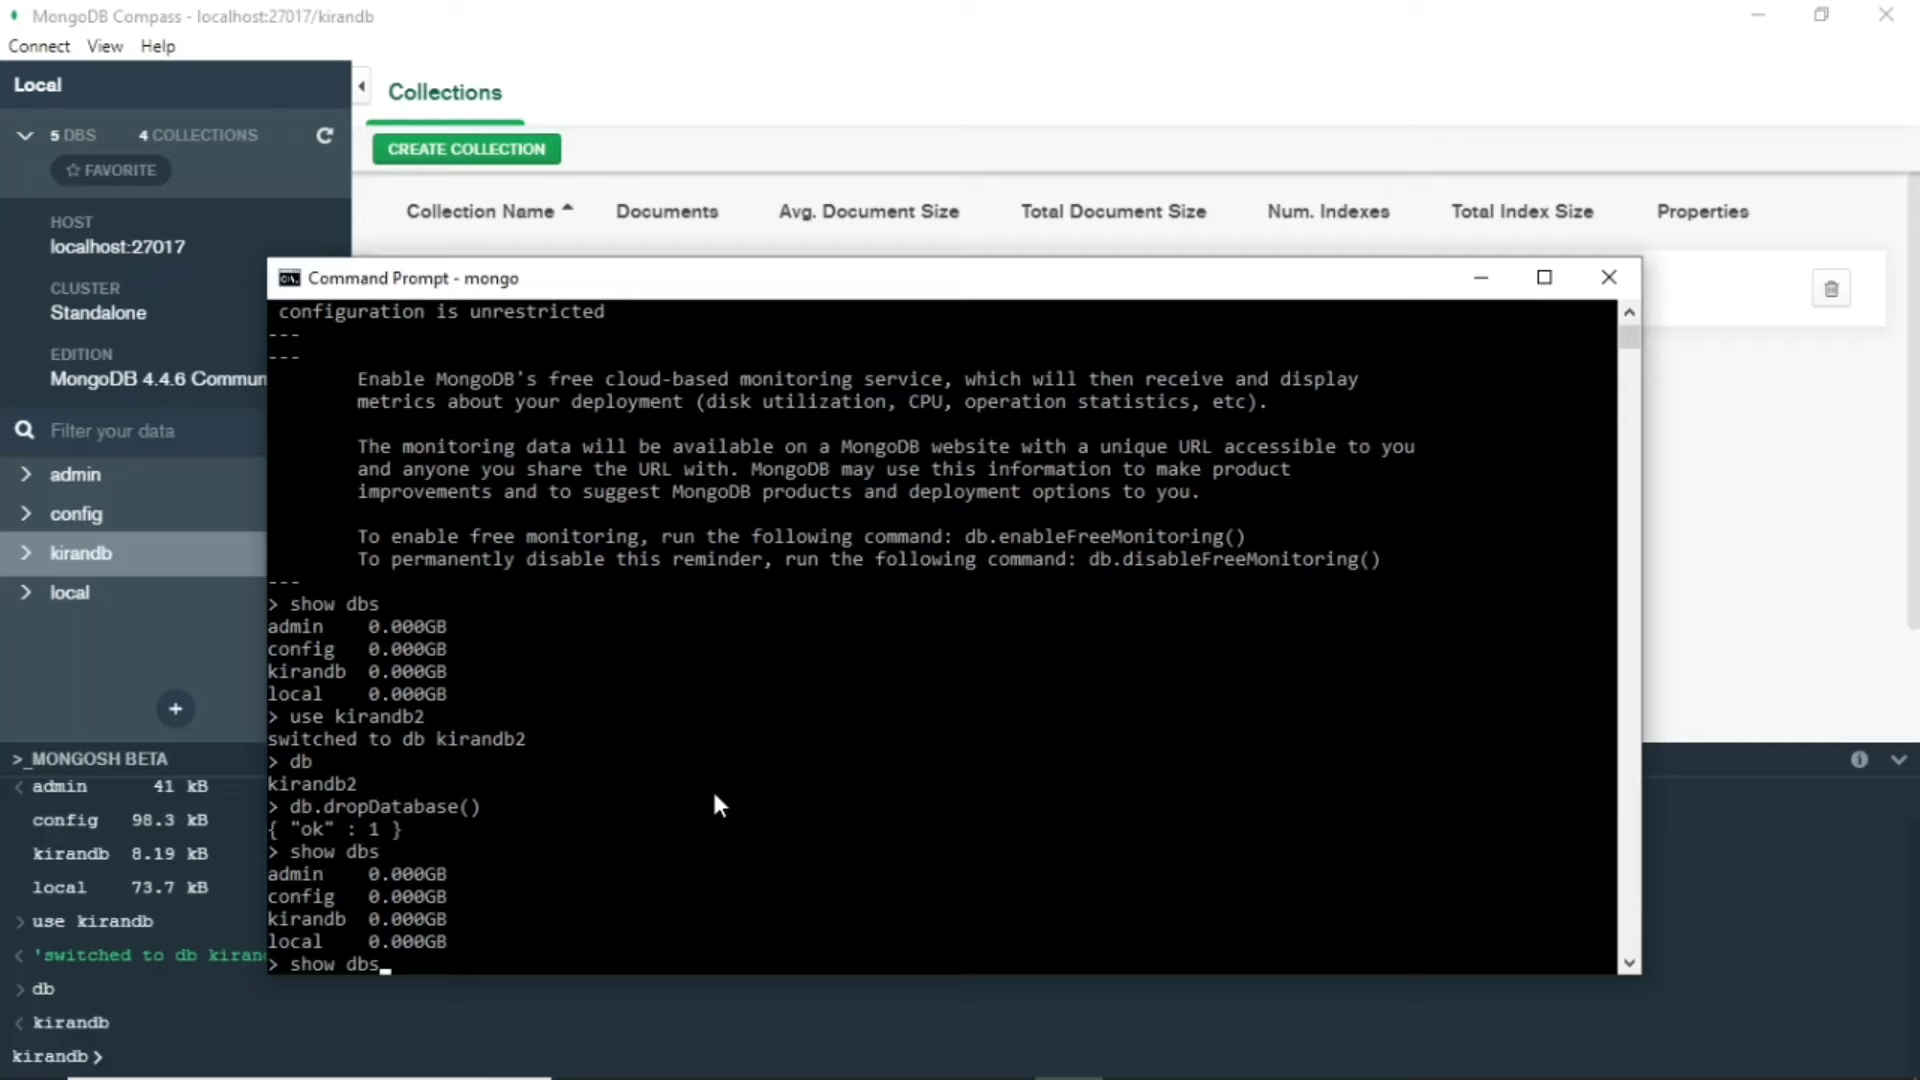 MongoDB Compass - localhost:27017/kirandb
Connect View Help
Local
5 DBS 4 COLLECTIONS
FAVORITE
HOST
localhost:27017
CLUSTER
Standalone
EDITION
MongoDB 4.4.6 Commun
Filter your data
admin
config
kirandb
local
+
Collections
CREATE COLLECTION
Collection Name Documents Avg. Document Size Total Document Size Num. Indexes Total Index Size Properties
Command Prompt - mongo
configuration is unrestricted
---
---
Enable MongoDB's free cloud-based monitoring service, which will then receive and display
metrics about your deployment (disk utilization, CPU, operation statistics, etc).
The monitoring data will be available on a MongoDB website with a unique URL accessible to you
and anyone you share the URL with. MongoDB may use this information to make product
improvements and to suggest MongoDB products and deployment options to you.
To enable free monitoring, run the following command: db.enableFreeMonitoring()
To permanently disable this reminder, run the following command: db.disableFreeMonitoring()
---
> show dbs
admin 0.000GB
config 0.000GB
kirandb 0.000GB
local 0.000GB
> use kirandb2
switched to db kirandb2
> db
kirandb2
> db.dropDatabase()
{ "ok" : 1 }
> show dbs
admin 0.000GB
config 0.000GB
kirandb 0.000GB
local 0.000GB
> show dbs_
>_MONGOSH BETA
< admin 41 kB
config 98.3 kB
kirandb 8.19 kB
local 73.7 kB
> use kirandb
< 'switched to db kiran
> db
< kirandb
kirandb >